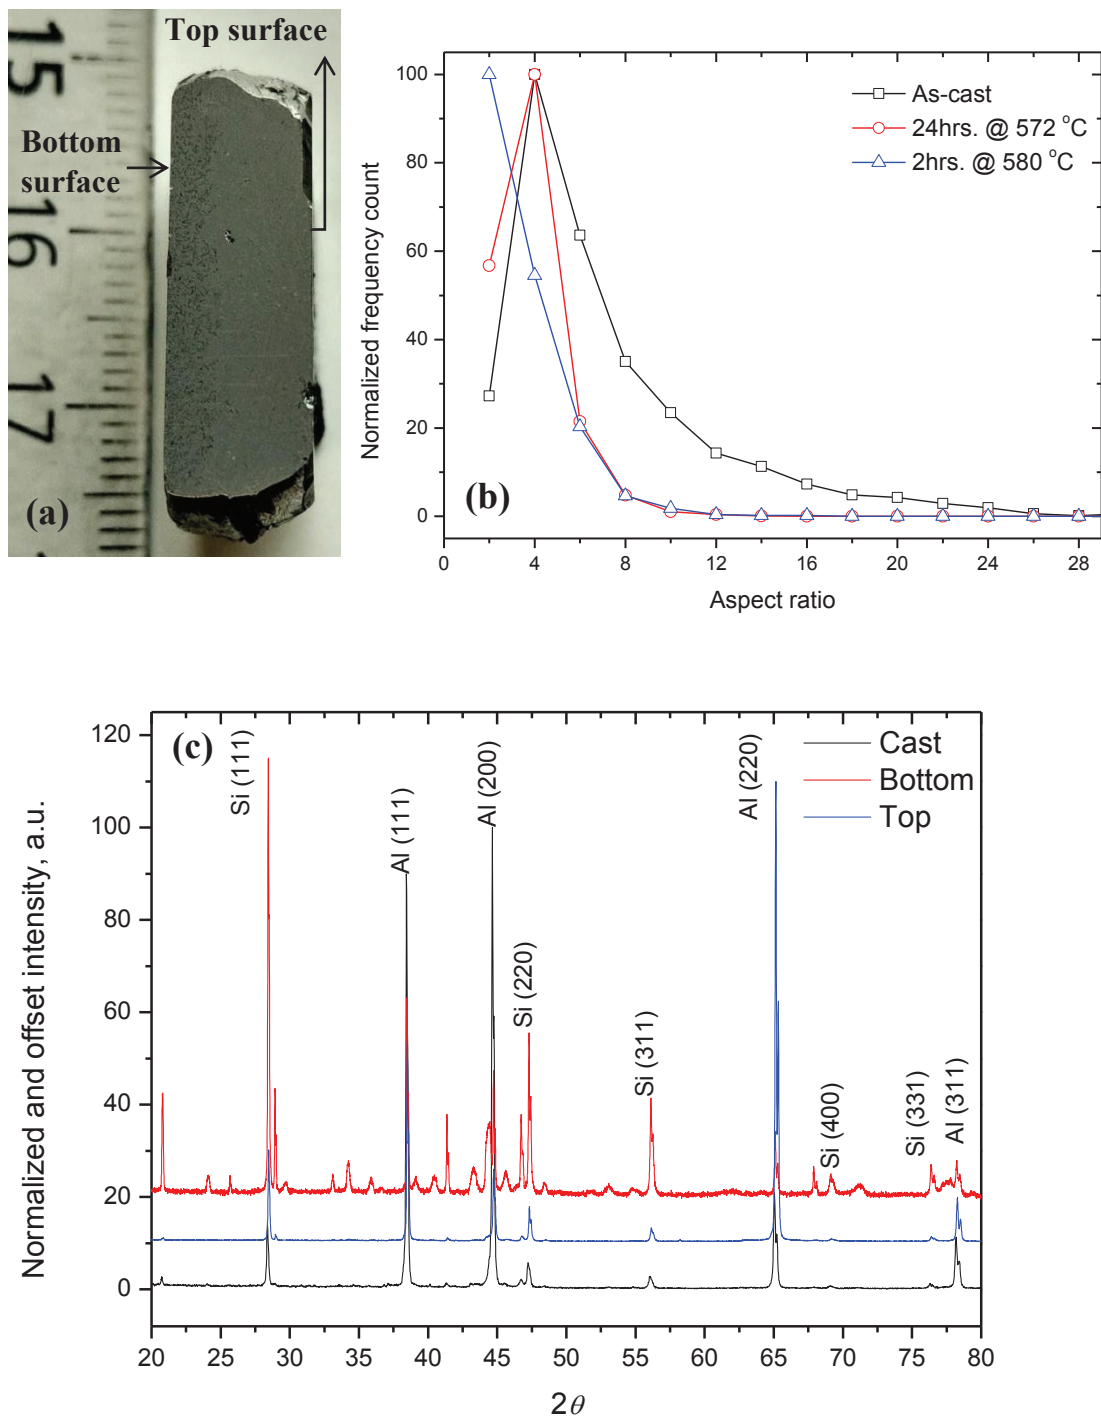 Top surface
Bottom
surface
15
16
17
(a)
100
80
60
40
20
0
Normalized frequency count
As-cast
24hrs. @ 572 °C
2hrs. @ 580 °C
(b)
0 4 8 12 16 20 24 28
Aspect ratio
120
100
80
60
40
20
0
Normalized and offset intensity, a.u.
(c)
Si (111)
Al (111)
Al (200)
Si (220)
Si (311)
Al (220)
Si (400)
Si (331)
Al (311)
Cast
Bottom
Top
20 25 30 35 40 45 50 55 60 65 70 75 80
2θ